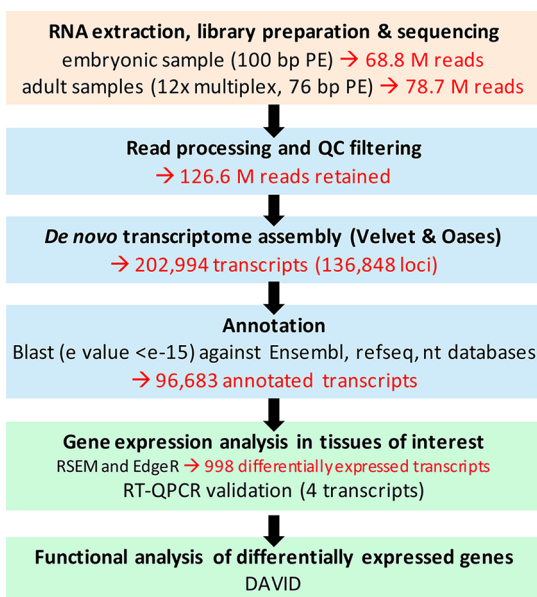 RNA extraction, library preparation & sequencing
embryonic sample (100 bp PE) → 68.8 M reads
adult samples (12x multiplex, 76 bp PE) → 78.7 M reads
Read processing and QC filtering
→ 126.6 M reads retained
De novo transcriptome assembly (Velvet & Oases)
→ 202,994 transcripts (136,848 loci)
Annotation
Blast (e value <e-15) against Ensembl, refseq, nt databases
→ 96,683 annotated transcripts
Gene expression analysis in tissues of interest
RSEM and EdgeR → 998 differentially expressed transcripts
RT-QPCR validation (4 transcripts)
Functional analysis of differentially expressed genes
DAVID